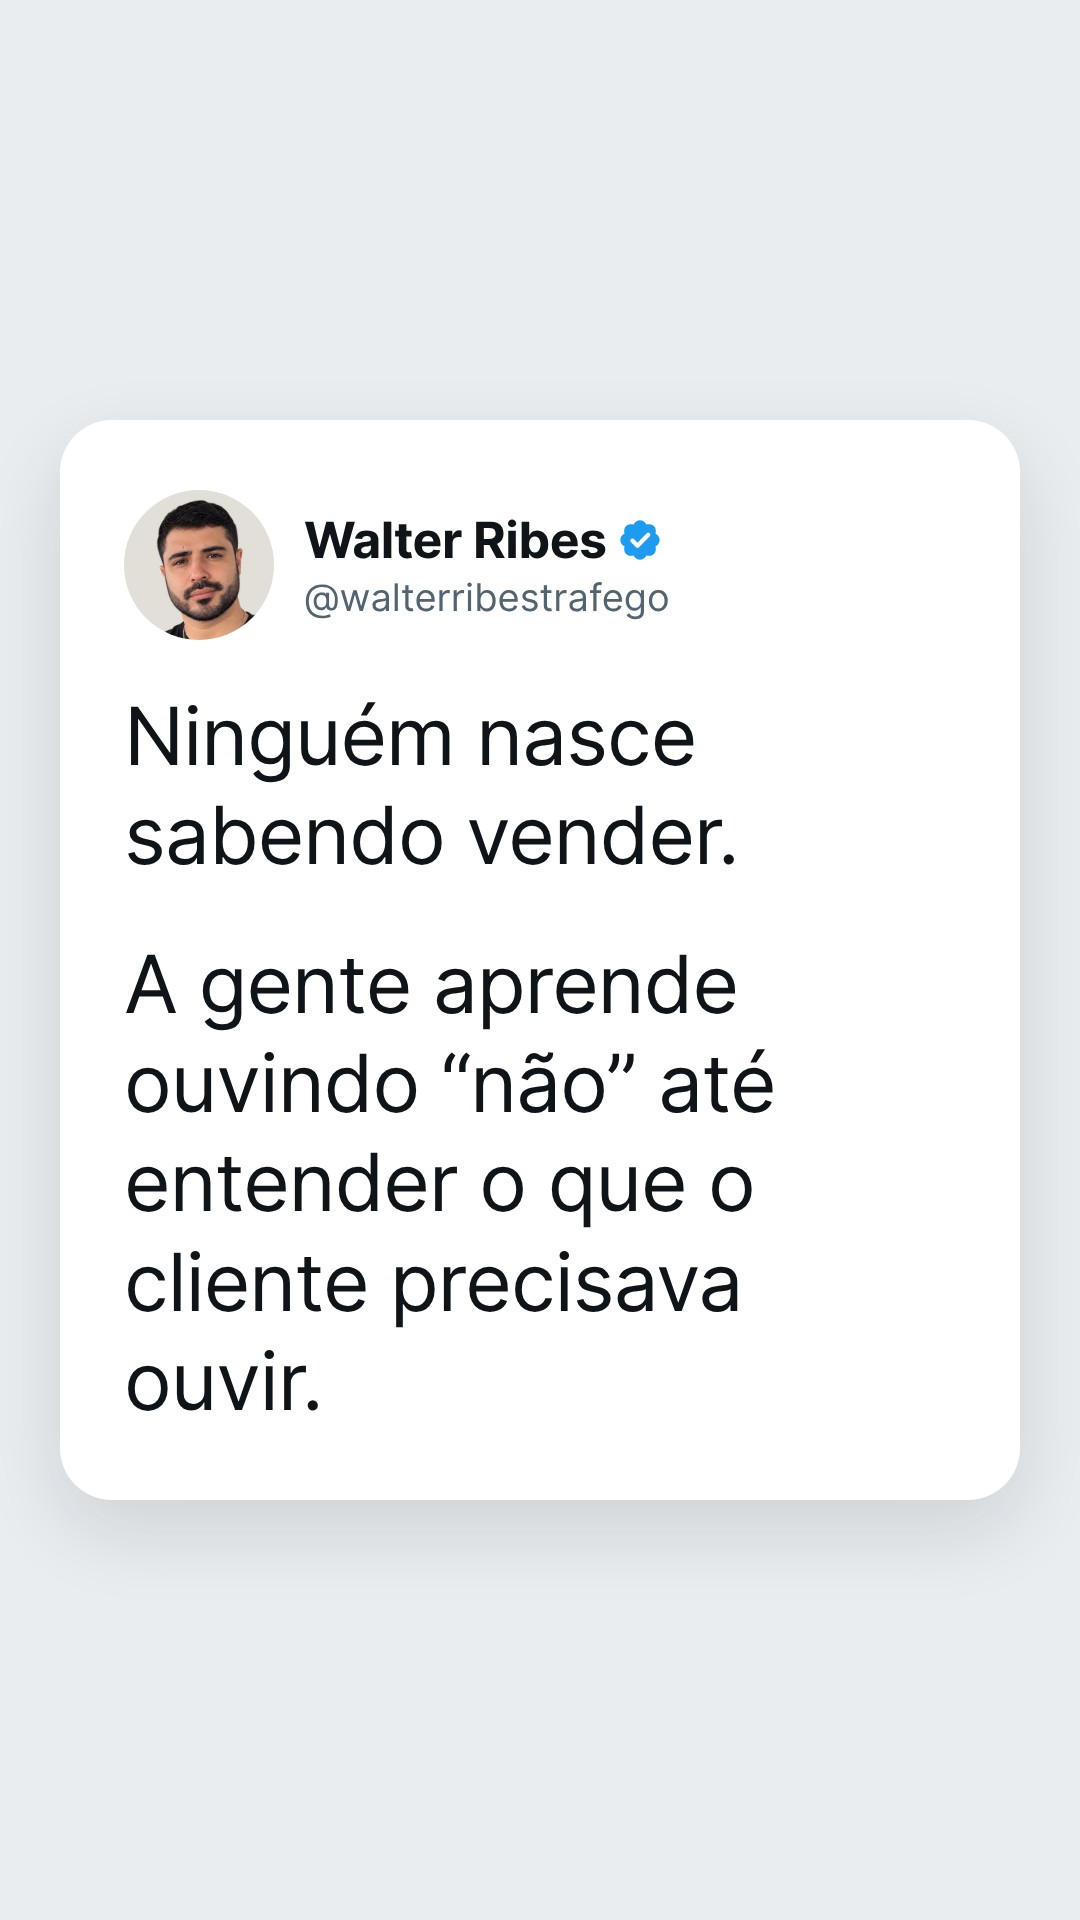 Walter Ribes
@walterribestrafego
Ninguém nasce
sabendo vender.
A gente aprende
ouvindo “não” até
entender o que o
cliente precisava
ouvir.